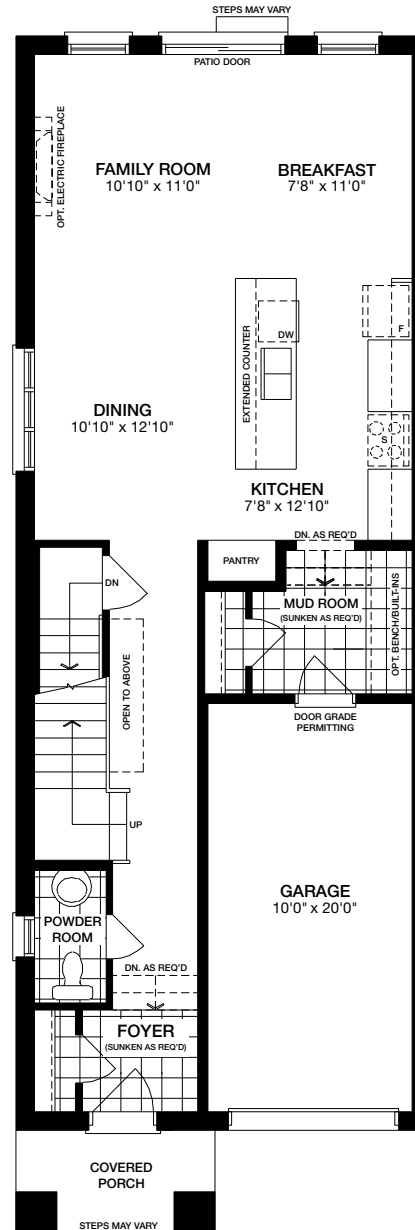 STEPS MAY VARY
PATIO DOOR
OPT. ELECTRIC FIREPLACE
FAMILY ROOM
10'10" x 11'0"
BREAKFAST
7'8" x 11'0"
EXTENDED COUNTER
DW
F
S
DINING
10'10" x 12'10"
KITCHEN
7'8" x 12'10"
DN. AS REQ'D
PANTRY
DN
MUD ROOM
(SUNKEN AS REQ'D)
OPT. BENCH/BUILT-INS
OPEN TO ABOVE
DOOR GRADE
PERMITTING
UP
GARAGE
10'0" x 20'0"
POWDER
ROOM
DN. AS REQ'D
FOYER
(SUNKEN AS REQ'D)
COVERED
PORCH
STEPS MAY VARY